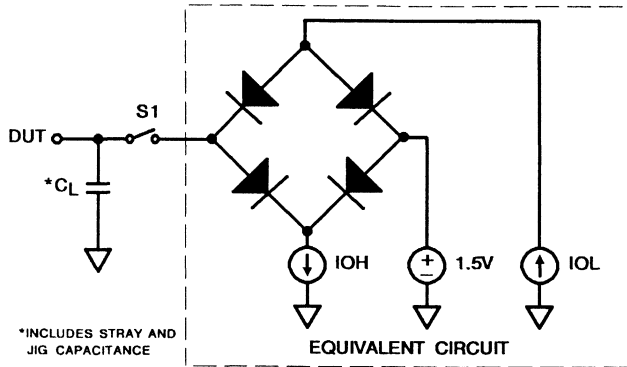 S1
DUT
*CL
IOH
+
−
1.5V
IOL
*INCLUDES STRAY AND
JIG CAPACITANCE
EQUIVALENT CIRCUIT